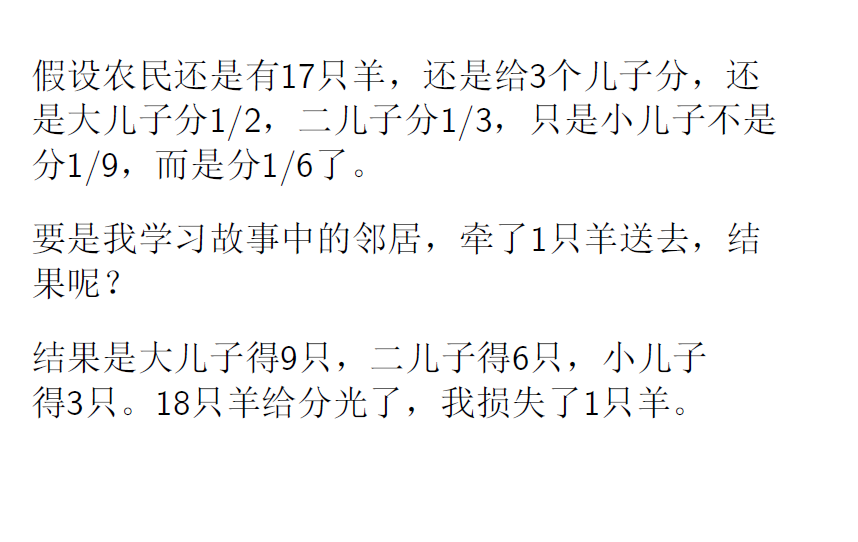 假设农民还是有17只羊，还是给3个儿子分，还
是大儿子分1/2，二儿子分1/3，只是小儿子不是
分1/9，而是分1/6了。
要是我学习故事中的邻居，牵了1只羊送去，结
果呢？
结果是大儿子得9只，二儿子得6只，小儿子
得3只。18只羊给分光了，我损失了1只羊。